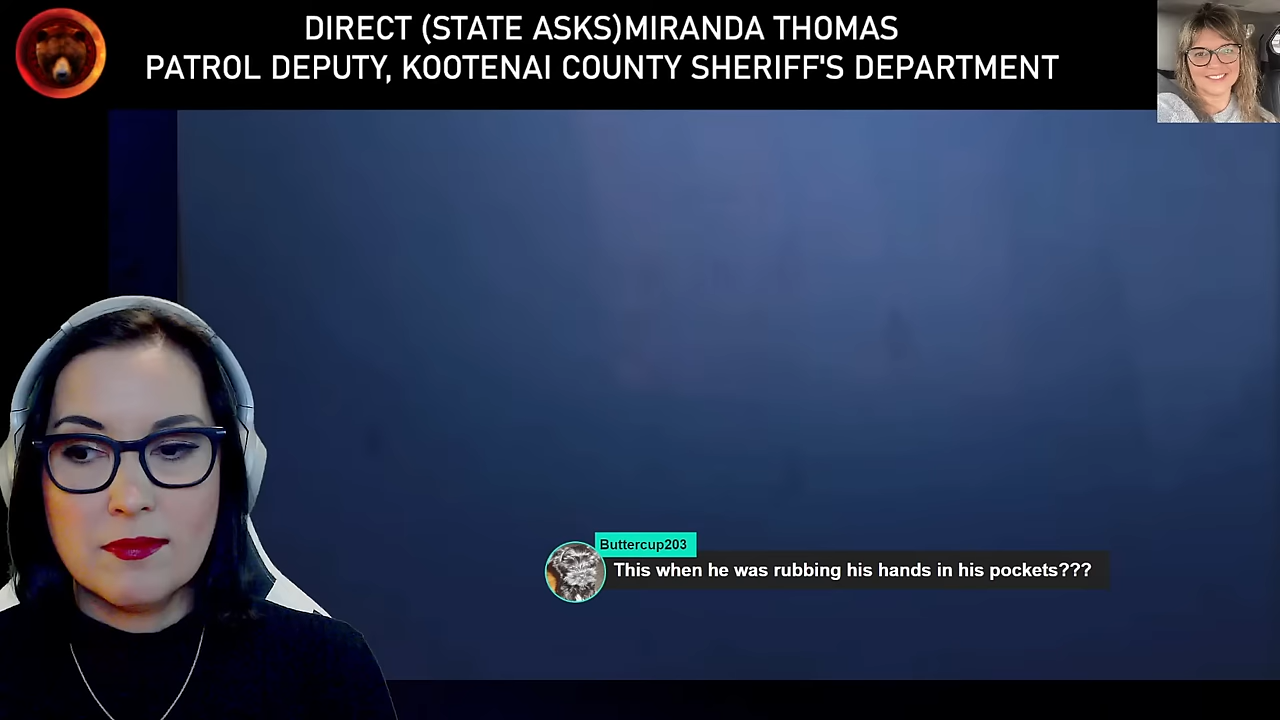 DIRECT (STATE ASKS)MIRANDA THOMAS
PATROL DEPUTY, KOOTENAI COUNTY SHERIFF'S DEPARTMENT
Buttercup203
This when he was rubbing his hands in his pockets???